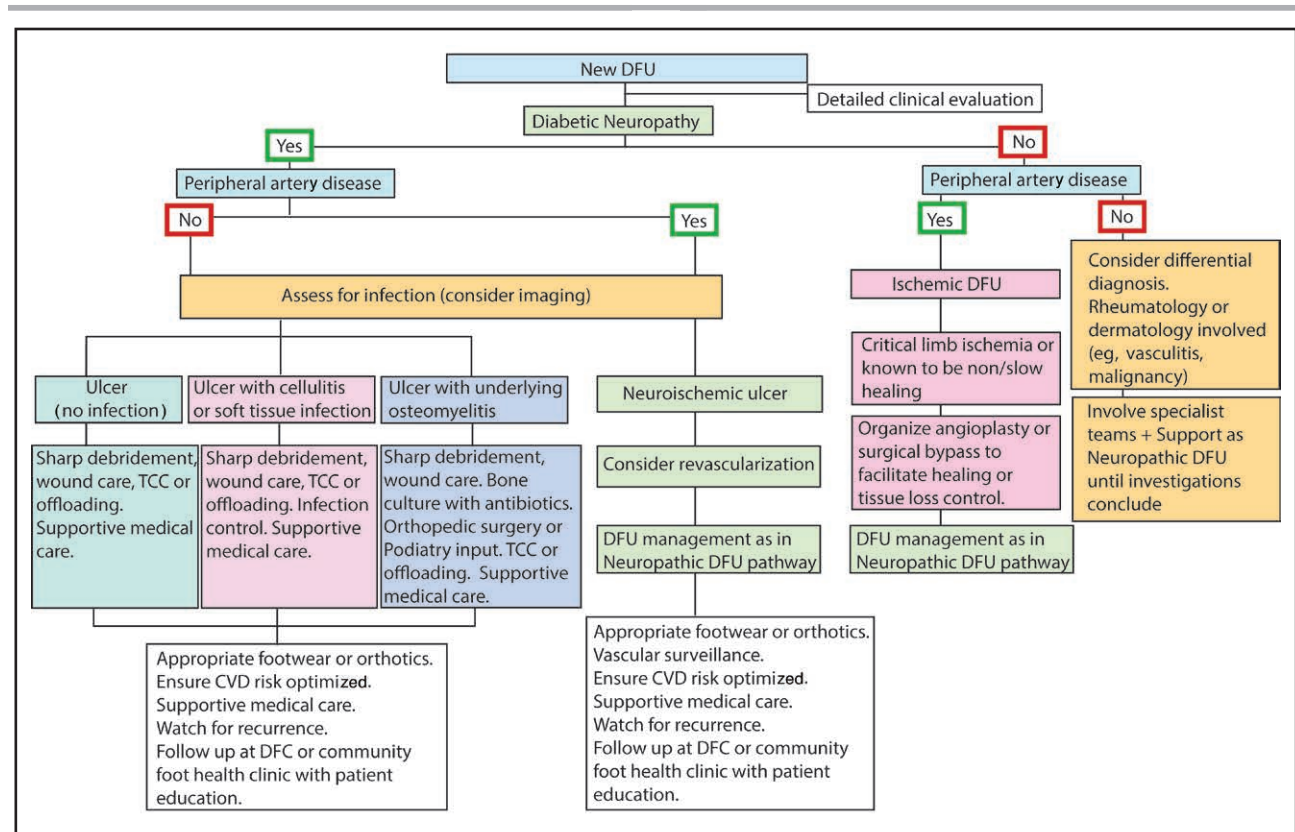 New DFU
Detailed clinical evaluation
Diabetic Neuropathy
Yes
No
Peripheral artery disease
Peripheral artery disease
No
Yes
Yes
No
Assess for infection (consider imaging)
Ischemic DFU
Consider differential
diagnosis.
Rheumatology or
dermatology involved
(eg, vasculitis,
malignancy)
Critical limb ischemia or
known to be non/slow
healing
Ulcer
(no infection)
Ulcer with cellulitis
or soft tissue infection
Ulcer with underlying
osteomyelitis
Neuroischemic ulcer
Organize angioplasty or
surgical bypass to
facilitate healing or
tissue loss control.
Involve specialist
teams + Support as
Neuropathic DFU
until investigations
conclude
Sharp debridement,
wound care, TCC or
offloading.
Supportive medical
care.
Sharp debridement,
wound care, TCC or
offloading. Infection
control. Supportive
medical care.
Sharp debridement,
wound care. Bone
culture with antibiotics.
Orthopedic surgery or
Podiatry input. TCC or
offloading. Supportive
medical care.
Consider revascularization
DFU management as in
Neuropathic DFU pathway
DFU management as in
Neuropathic DFU pathway
Appropriate footwear or orthotics.
Ensure CVD risk optimized.
Supportive medical care.
Watch for recurrence.
Follow up at DFC or community
foot health clinic with patient
education.
Appropriate footwear or orthotics.
Vascular surveillance.
Ensure CVD risk optimized.
Supportive medical care.
Watch for recurrence.
Follow up at DFC or community
foot health clinic with patient
education.